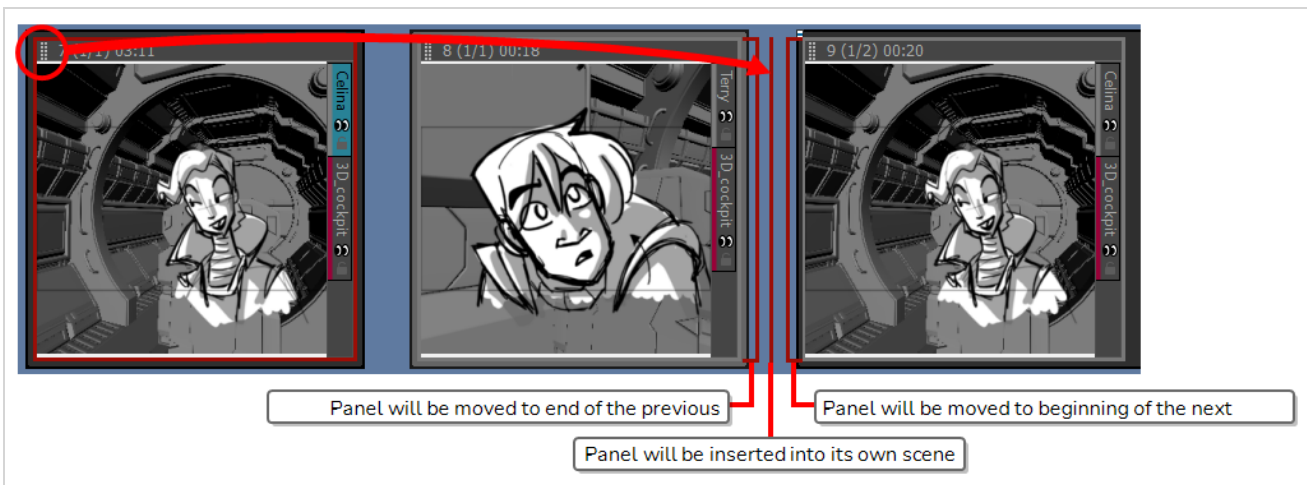 7 (1/1) 03:11
8 (1/1) 00:18
9 (1/2) 00:20
Celina
3D_cockpit
Terry
3D_cockpit
Celina
3D_cockpit
Panel will be moved to end of the previous
Panel will be moved to beginning of the next
Panel will be inserted into its own scene